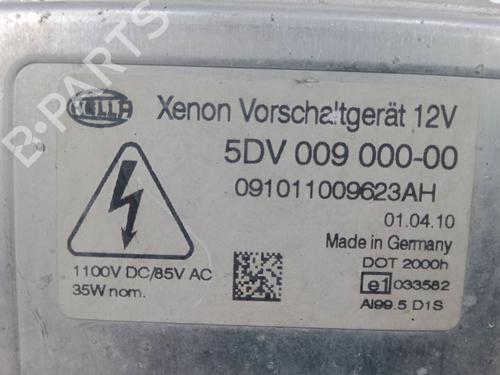 HELLA
Xenon Vorschaltgerät 12V
5DV 009 000-00
091011009623AH
01.04.10
Made in Germany
DOT 2000h
e1 033582
Al99.5 D1S
1100V DC/85V AC
35W nom.
B-PARTS